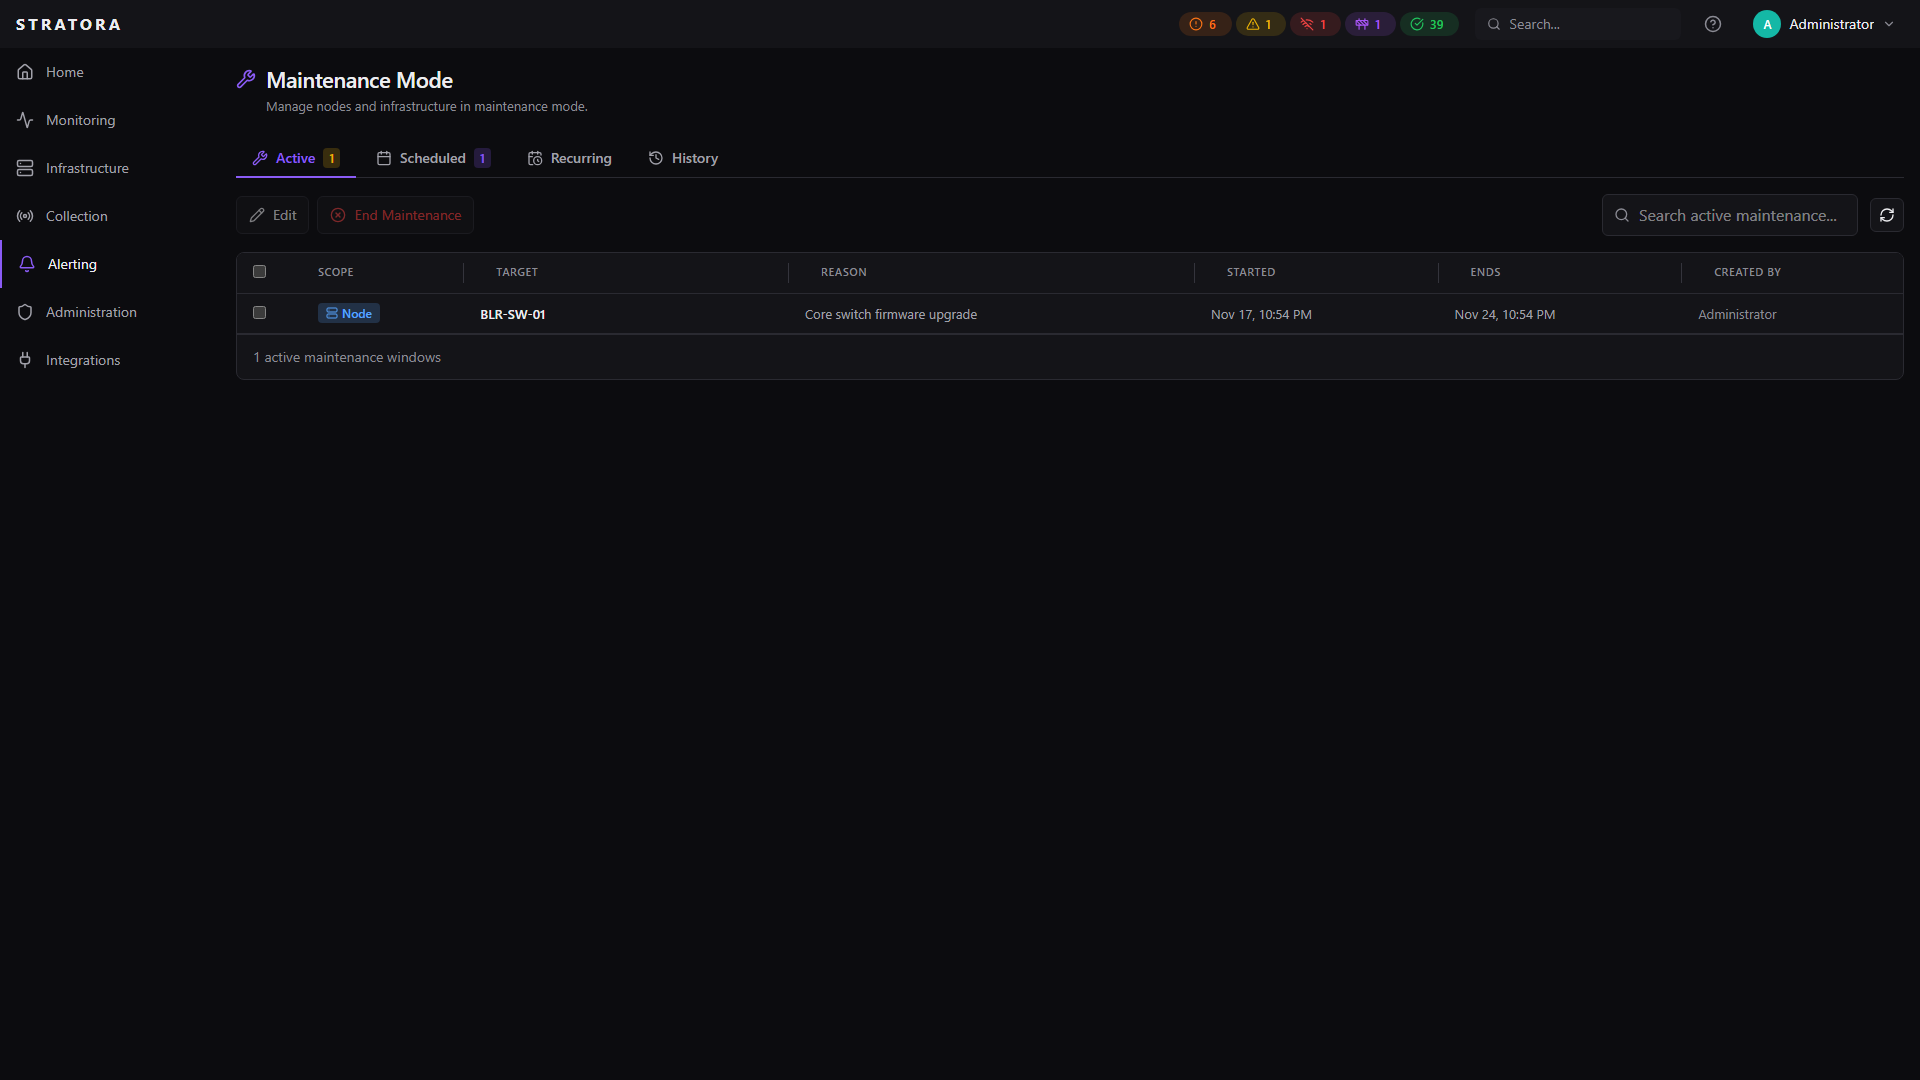 STRATORA
6
1
1
1
39
Search...
A
Administrator
Home
Monitoring
Infrastructure
Collection
Alerting
Administration
Integrations
Maintenance Mode
Manage nodes and infrastructure in maintenance mode.
Active 1
Scheduled 1
Recurring
History
Edit
End Maintenance
Search active maintenance...
SCOPE TARGET REASON STARTED ENDS CREATED BY
Node BLR-SW-01 Core switch firmware upgrade Nov 17, 10:54 PM Nov 24, 10:54 PM Administrator
1 active maintenance windows